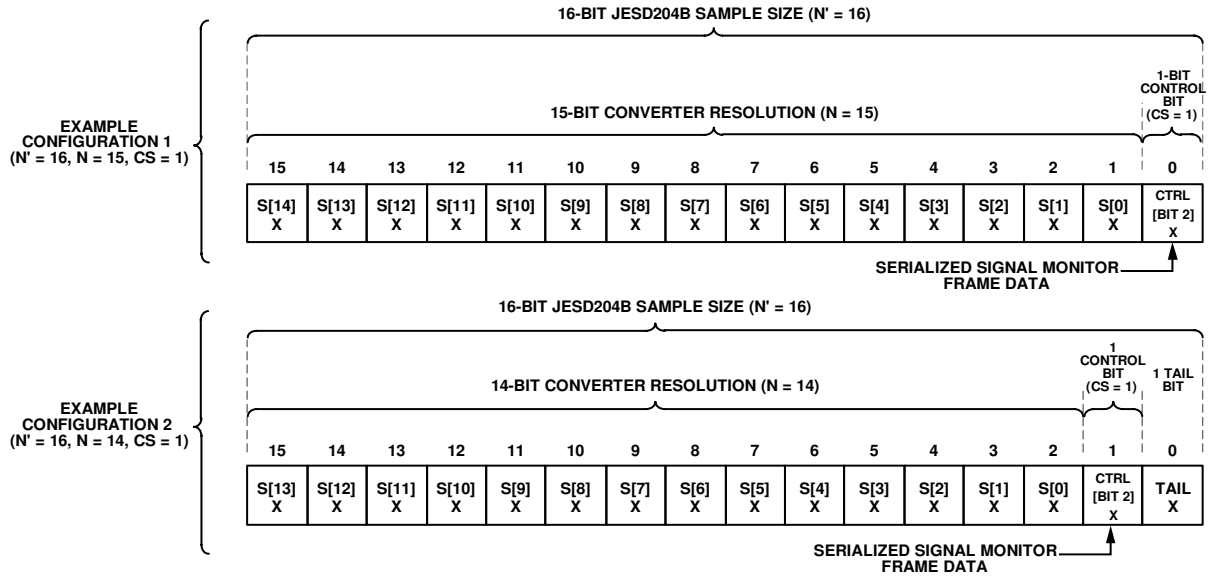 16-BIT JESD204B SAMPLE SIZE (N' = 16)
1-BIT
CONTROL
BIT
(CS = 1)
15-BIT CONVERTER RESOLUTION (N = 15)
EXAMPLE
CONFIGURATION 1
(N' = 16, N = 15, CS = 1)
15 14 13 12 11 10 9 8 7 6 5 4 3 2 1 0
S[14] S[13] S[12] S[11] S[10] S[9] S[8] S[7] S[6] S[5] S[4] S[3] S[2] S[1] S[0] CTRL
[BIT 2]
X X X X X X X X X X X X X X X X
SERIALIZED SIGNAL MONITOR
FRAME DATA
16-BIT JESD204B SAMPLE SIZE (N' = 16)
1
CONTROL
BIT
(CS = 1)
1 TAIL
BIT
14-BIT CONVERTER RESOLUTION (N = 14)
EXAMPLE
CONFIGURATION 2
(N' = 16, N = 14, CS = 1)
15 14 13 12 11 10 9 8 7 6 5 4 3 2 1 0
S[13] S[12] S[11] S[10] S[9] S[8] S[7] S[6] S[5] S[4] S[3] S[2] S[1] S[0] CTRL TAIL
[BIT 2]
X X X X X X X X X X X X X X X X
SERIALIZED SIGNAL MONITOR
FRAME DATA